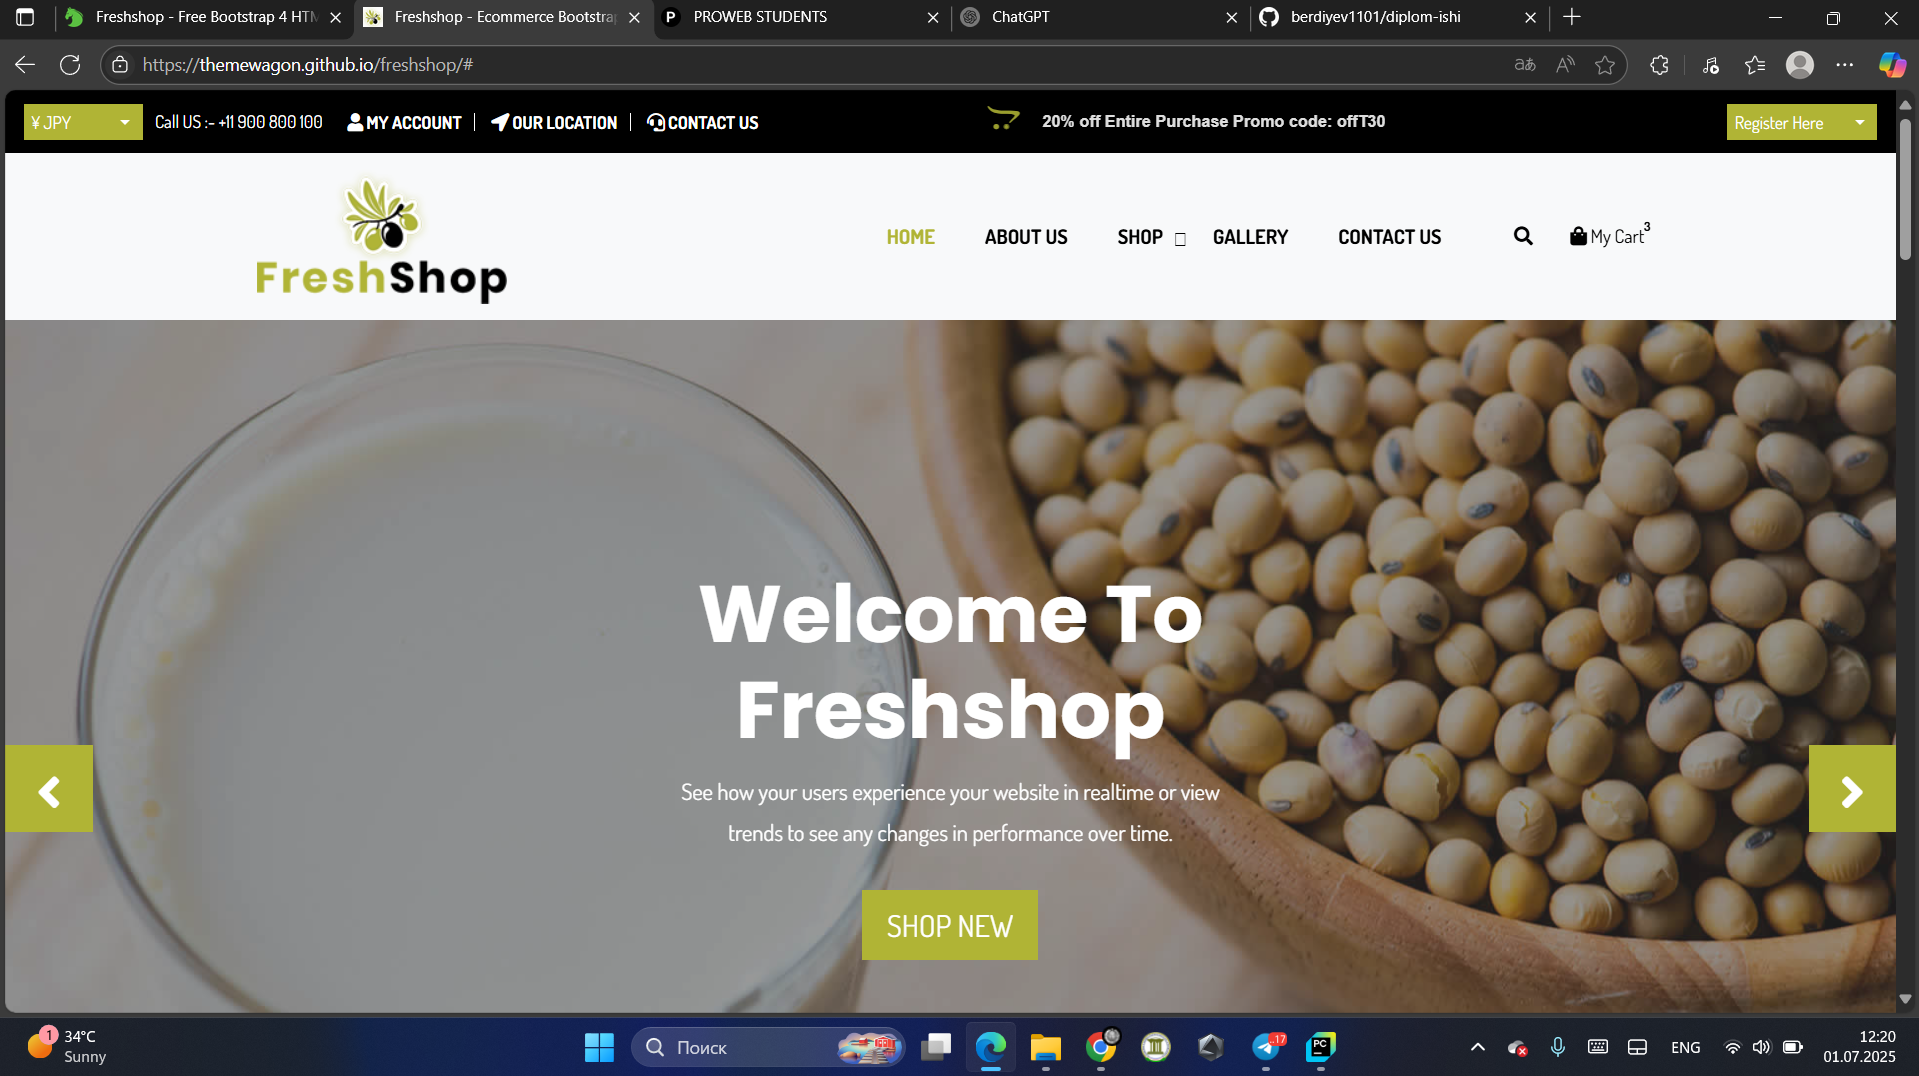 Freshshop - Free Bootstrap 4 HTM
Freshshop - Ecommerce Bootstrap
PROWEB STUDENTS
ChatGPT
berdiyev1101/diplom-ishi
https://themewagon.github.io/freshshop/#
¥ JPY
Call US :- +11 900 800 100
MY ACCOUNT
OUR LOCATION
CONTACT US
20% off Entire Purchase Promo code: offT30
Register Here
FreshShop
HOME
ABOUT US
SHOP
GALLERY
CONTACT US
My Cart 3
Welcome To
Freshshop
See how your users experience your website in realtime or view
trends to see any changes in performance over time.
SHOP NEW
1
34°C
Sunny
Поиск
..17
PC
ENG
12:20
01.07.2025